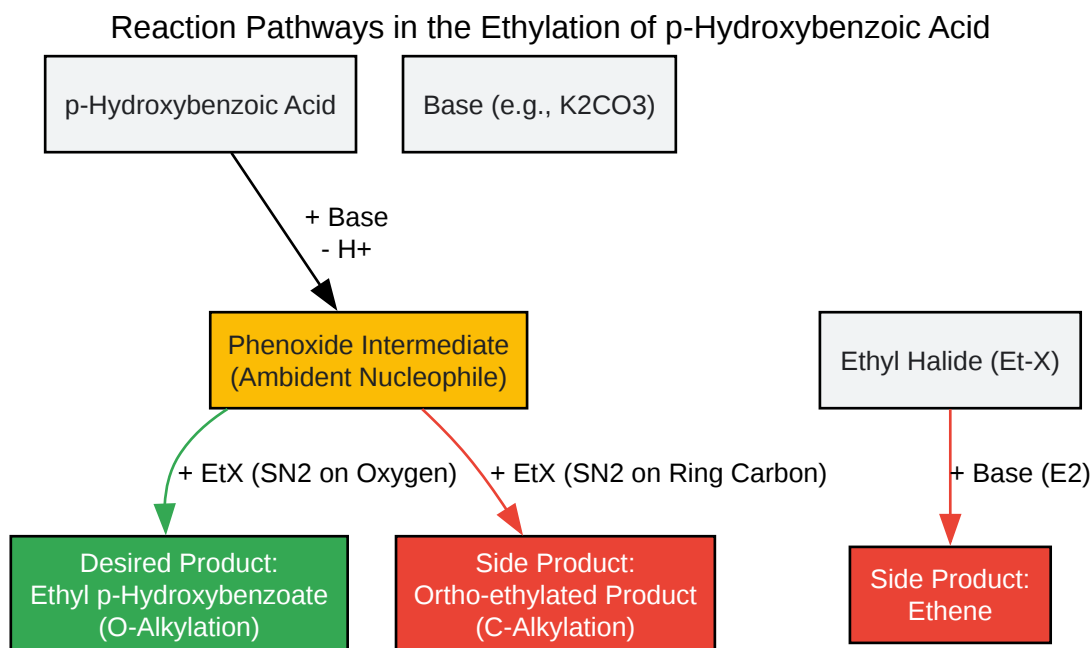 Reaction Pathways in the Ethylation of p-Hydroxybenzoic Acid
p-Hydroxybenzoic Acid
Base (e.g., K2CO3)
+ Base
- H+
Phenoxide Intermediate
(Ambident Nucleophile)
Ethyl Halide (Et-X)
+ EtX (SN2 on Oxygen)
+ EtX (SN2 on Ring Carbon)
+ Base (E2)
Desired Product:
Ethyl p-Hydroxybenzoate
(O-Alkylation)
Side Product:
Ortho-ethylated Product
(C-Alkylation)
Side Product:
Ethene